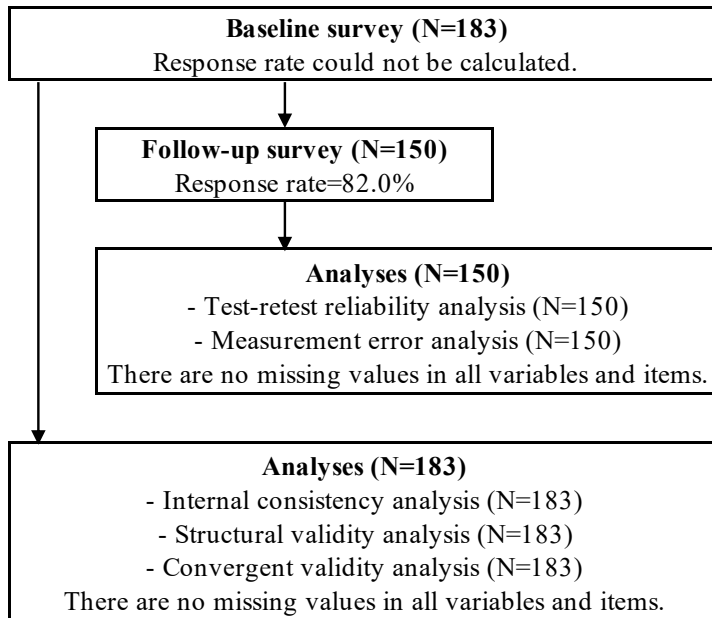 Baseline survey (N=183)
Response rate could not be calculated.
Follow-up survey (N=150)
Response rate=82.0%
Analyses (N=150)
- Test-retest reliability analysis (N=150)
- Measurement error analysis (N=150)
There are no missing values in all variables and items.
Analyses (N=183)
- Internal consistency analysis (N=183)
- Structural validity analysis (N=183)
- Convergent validity analysis (N=183)
There are no missing values in all variables and items.